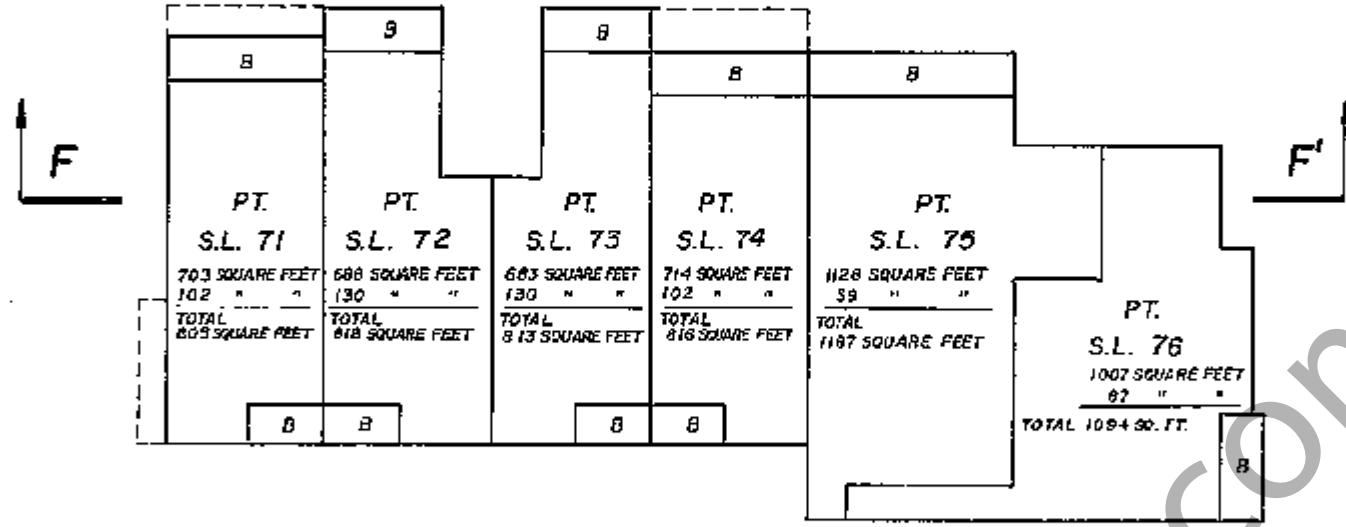 B
B
B
B
B
F
F'
PT.
S.L. 71
703 SQUARE FEET
102 " "
TOTAL
805 SQUARE FEET
PT.
S.L. 72
688 SQUARE FEET
130 " "
TOTAL
818 SQUARE FEET
PT.
S.L. 73
683 SQUARE FEET
130 " "
TOTAL
813 SQUARE FEET
PT.
S.L. 74
714 SQUARE FEET
102 " "
TOTAL
816 SQUARE FEET
PT.
S.L. 75
1128 SQUARE FEET
59 " "
TOTAL
1187 SQUARE FEET
PT.
S.L. 76
1007 SQUARE FEET
87 " "
TOTAL 1094 SQ. FT.
B
B
B
B
B